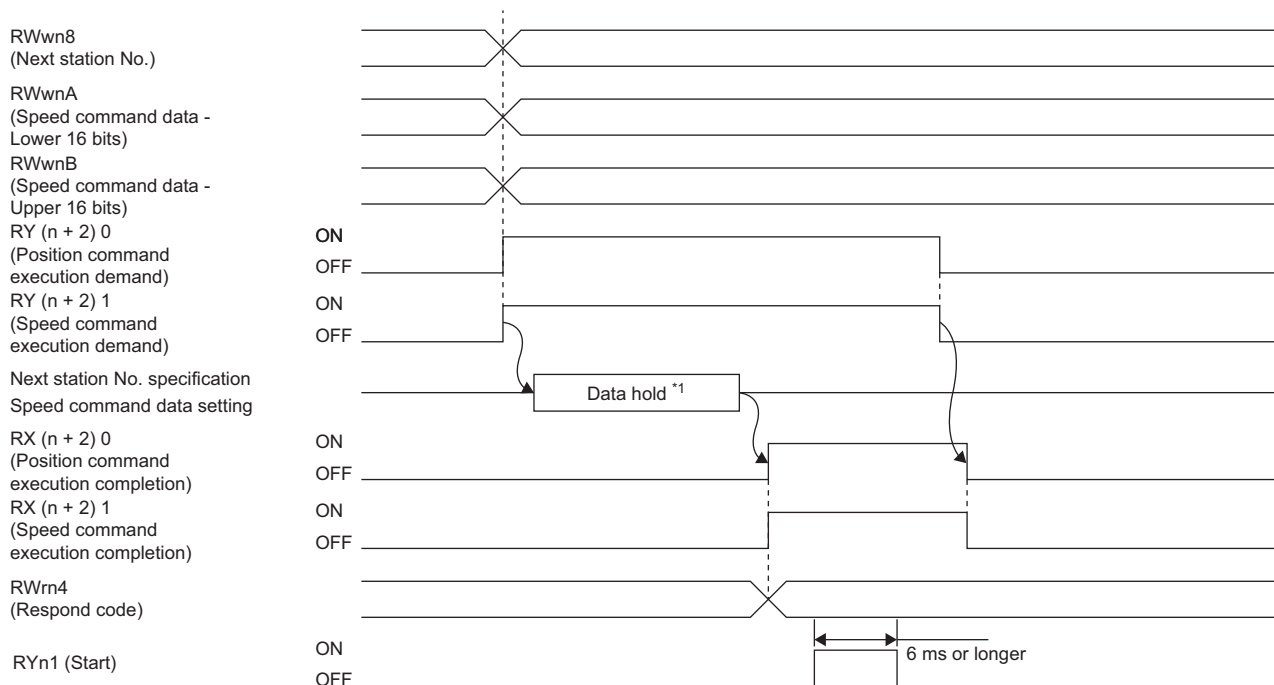 RWwn8
(Next station No.)
RWwnA
(Speed command data -
Lower 16 bits)
RWwnB
(Speed command data -
Upper 16 bits)
RY (n + 2) 0
(Position command
execution demand)
ON
OFF
RY (n + 2) 1
(Speed command
execution demand)
ON
OFF
Next station No. specification
Speed command data setting
Data hold *1
RX (n + 2) 0
(Position command
execution completion)
ON
OFF
RX (n + 2) 1
(Speed command
execution completion)
ON
OFF
RWrn4
(Respond code)
6 ms or longer
RYn1 (Start)
ON
OFF